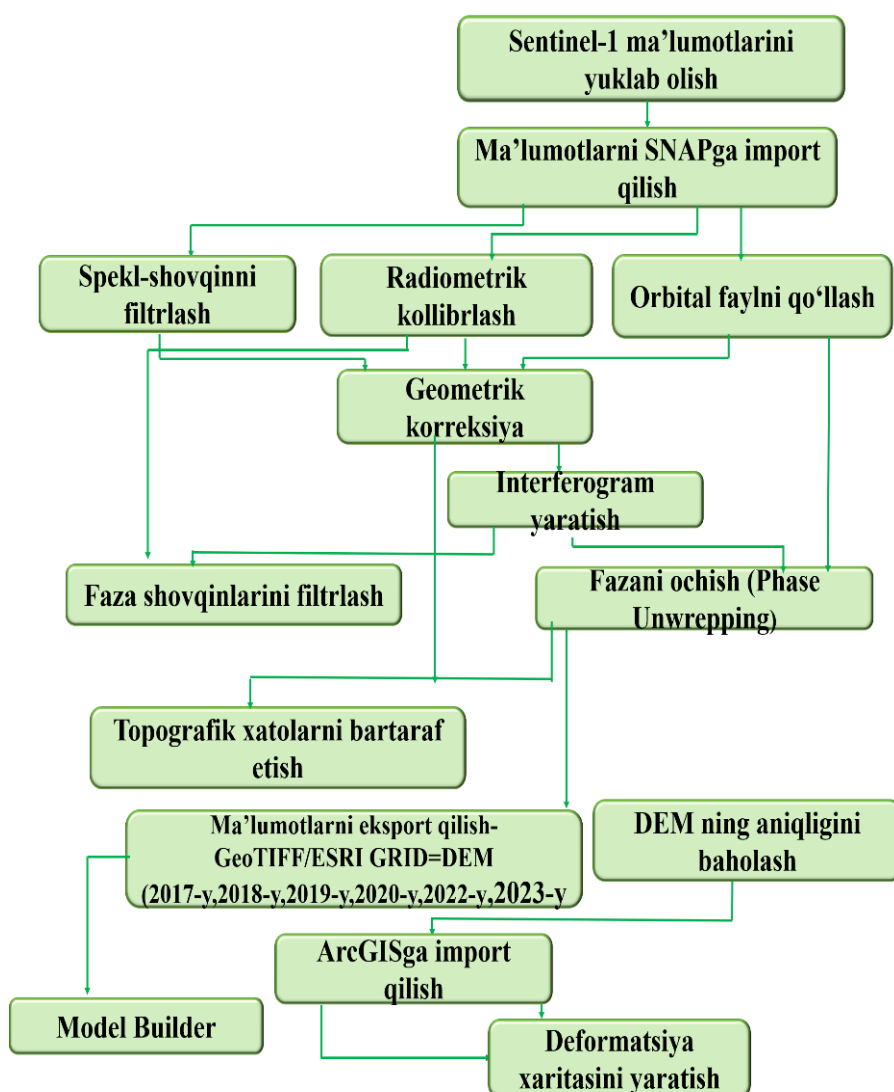 Sentinel-1 ma’lumotlarini
yuklab olish
Ma’lumotlarni SNAPga import
qilish
Spekl-shovqinni
filtrlash
Radiometrik
kollibrlash
Orbital faylni qo‘llash
Geometrik
korreksiya
Interferogram
yaratish
Faza shovqinlarini filtrlash
Fazani ochish (Phase
Unwrepping)
Topografik xatolarni bartaraf
etish
Ma’lumotlarni eksport qilish-
GeoTIFF/ESRI GRID=DEM
(2017-y,2018-y,2019-y,2020-y,2022-y,2023-y
DEM ning aniqligini
baholash
ArcGISga import
qilish
Model Builder
Deformatsiya
xaritasini yaratish